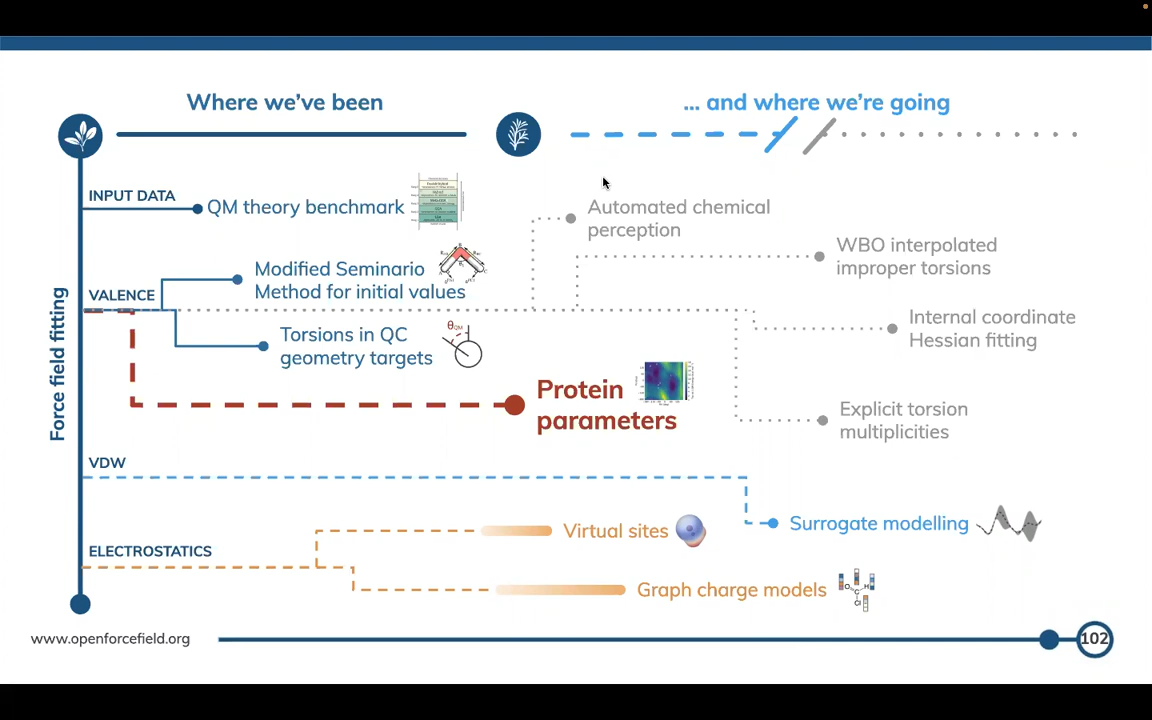 Where we've been
... and where we're going
INPUT DATA
QM theory benchmark
Automated chemical
perception
WBO interpolated
improper torsions
Modified Seminario
Method for initial values
VALENCE
Internal coordinate
Hessian fitting
Torsions in QC
geometry targets
θQM
Force field fitting
Protein
parameters
Explicit torsion
multiplicities
VDW
Surrogate modelling
Virtual sites
ELECTROSTATICS
Graph charge models
www.openforcefield.org
102